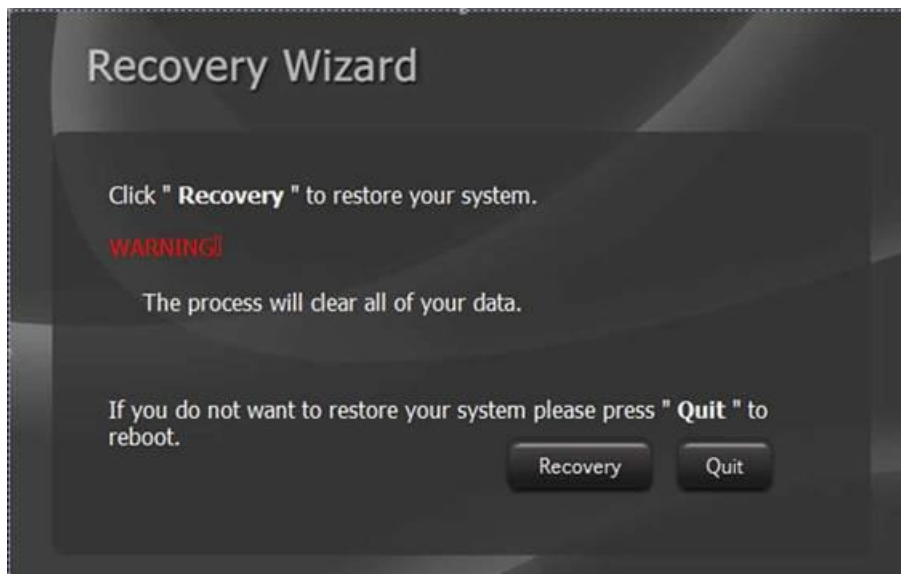 Recovery Wizard
Click " Recovery " to restore your system.
WARNING
The process will clear all of your data.
If you do not want to restore your system please press " Quit " to
reboot.
Recovery
Quit